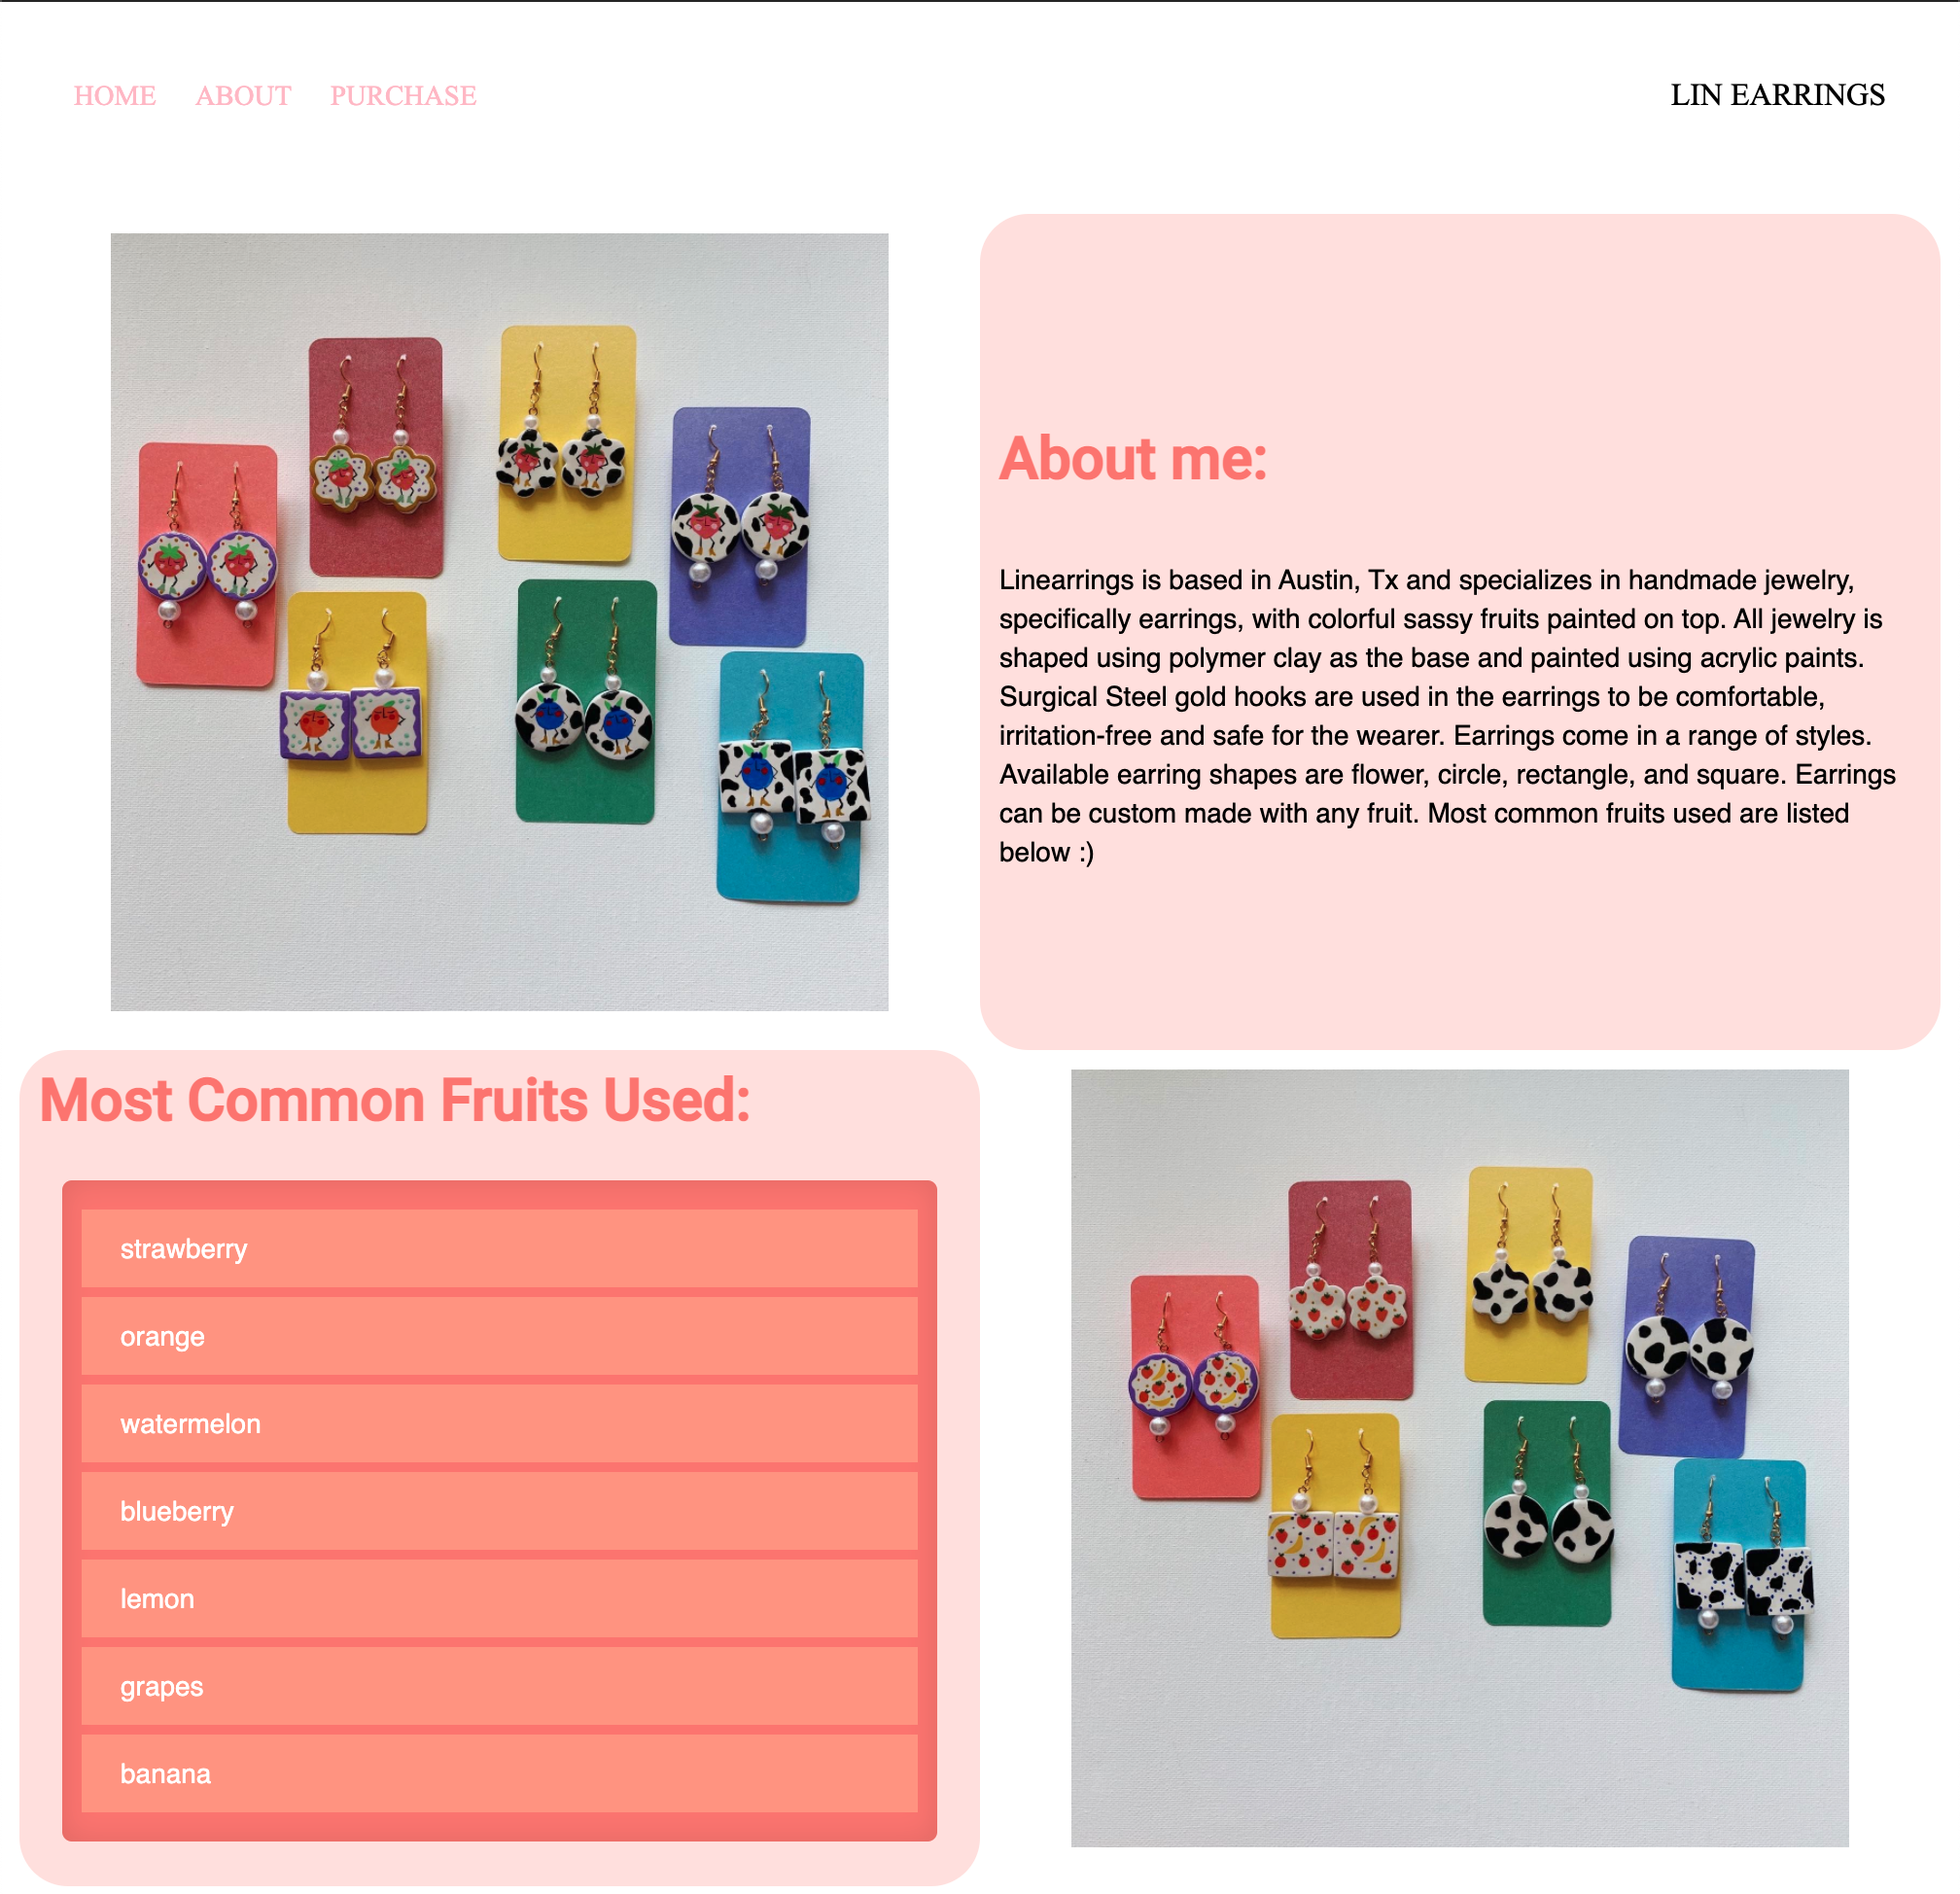 HOME ABOUT PURCHASE
LIN EARRINGS
About me:
Linearrings is based in Austin, Tx and specializes in handmade jewelry,
specifically earrings, with colorful sassy fruits painted on top. All jewelry is
shaped using polymer clay as the base and painted using acrylic paints.
Surgical Steel gold hooks are used in the earrings to be comfortable,
irritation-free and safe for the wearer. Earrings come in a range of styles.
Available earring shapes are flower, circle, rectangle, and square. Earrings
can be custom made with any fruit. Most common fruits used are listed
below :)
Most Common Fruits Used:
strawberry
orange
watermelon
blueberry
lemon
grapes
banana